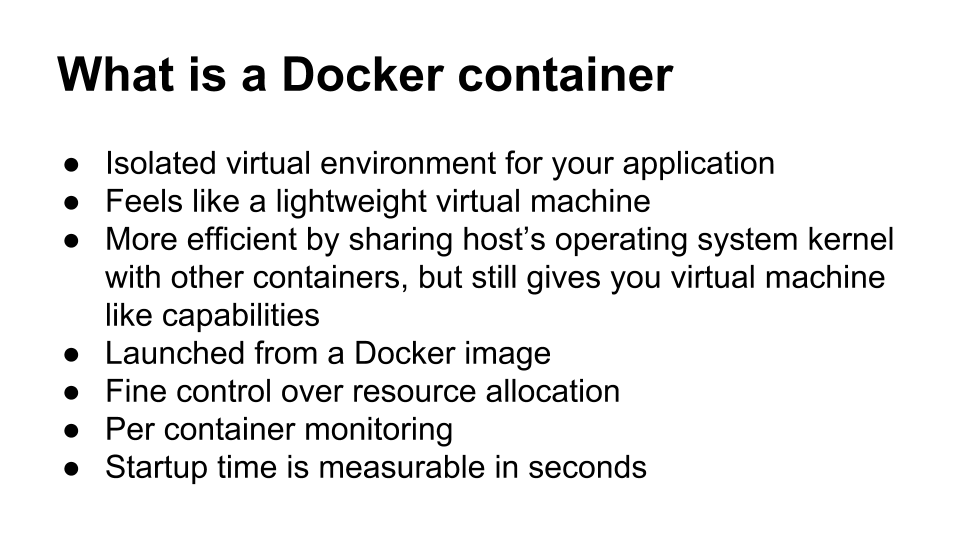 What is a Docker container
● Isolated virtual environment for your application
● Feels like a lightweight virtual machine
● More efficient by sharing host’s operating system kernel
with other containers, but still gives you virtual machine
like capabilities
● Launched from a Docker image
● Fine control over resource allocation
● Per container monitoring
● Startup time is measurable in seconds